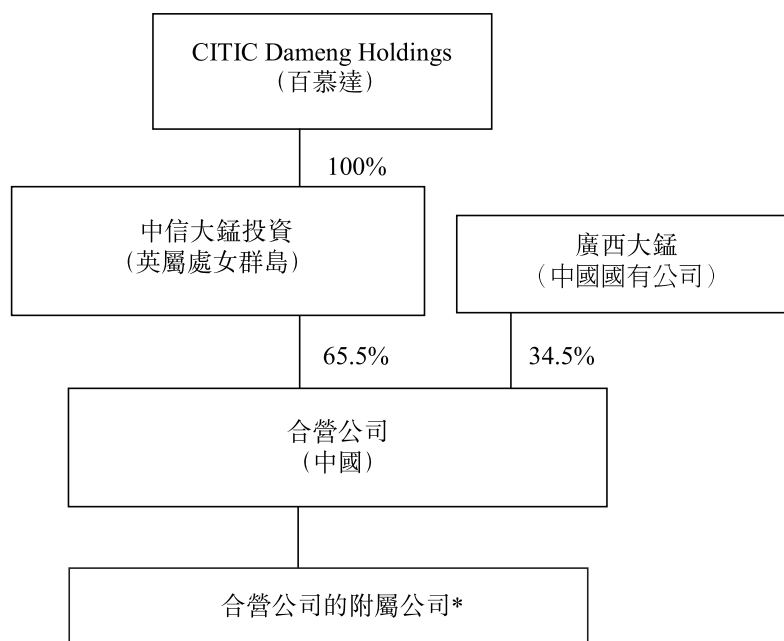 CITIC Dameng Holdings
（百慕達）
100%
中信大錳投資
（英屬處女群島）
廣西大錳
（中國國有公司）
65.5%
34.5%
合營公司
（中國）
合營公司的附屬公司*